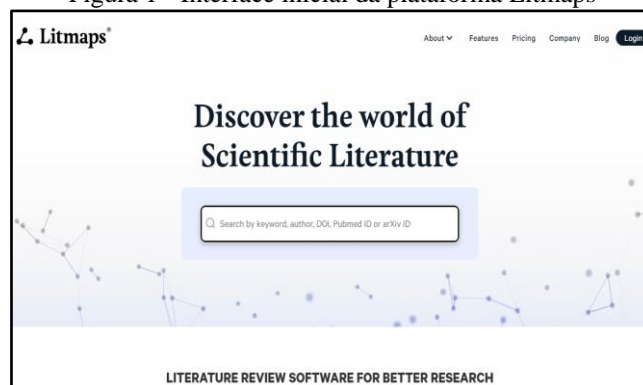 Figura 1 - Interface inicial da plataforma Litmaps
Litmaps®
About Features Pricing Company Blog Login
Discover the world of
Scientific Literature
Search by keyword, author, DOI, Pubmed ID or arXiv ID
LITERATURE REVIEW SOFTWARE FOR BETTER RESEARCH